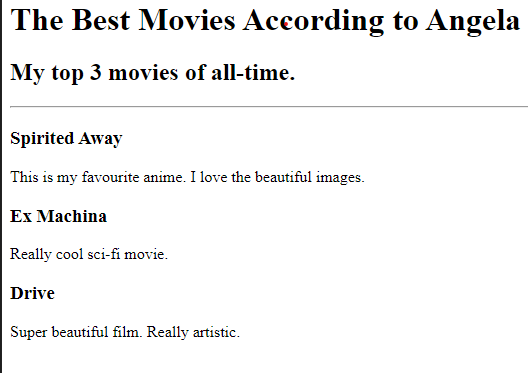 The Best Movies According to Angela
My top 3 movies of all-time.
Spirited Away
This is my favourite anime. I love the beautiful images.
Ex Machina
Really cool sci-fi movie.
Drive
Super beautiful film. Really artistic.